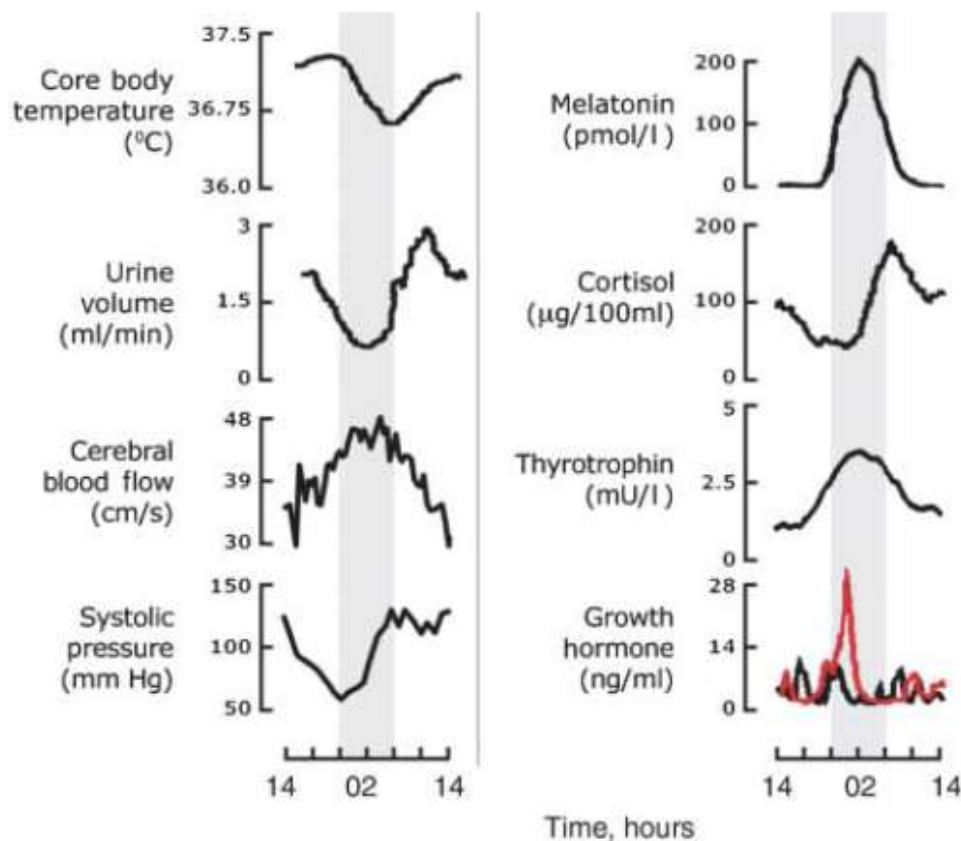 37.5
Core body
temperature
(⁰C)
36.75
36.0
3
Urine
volume
(ml/min)
1.5
0
48
Cerebral
blood flow
(cm/s)
39
30
150
Systolic
pressure
(mm Hg)
100
50
14 02 14
200
Melatonin
(pmol/l)
100
0
200
Cortisol
(μg/100ml)
100
0
5
Thyrotrophin
(mU/l)
2.5
0
28
Growth
hormone
(ng/ml)
14
0
14 02 14
Time, hours